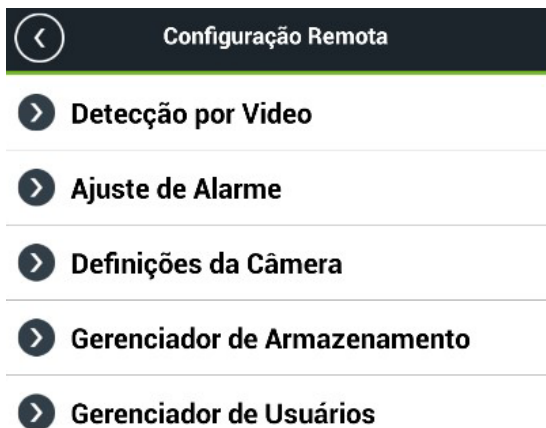 Configuração Remota
Detecção por Video
Ajuste de Alarme
Definições da Câmera
Gerenciador de Armazenamento
Gerenciador de Usuários